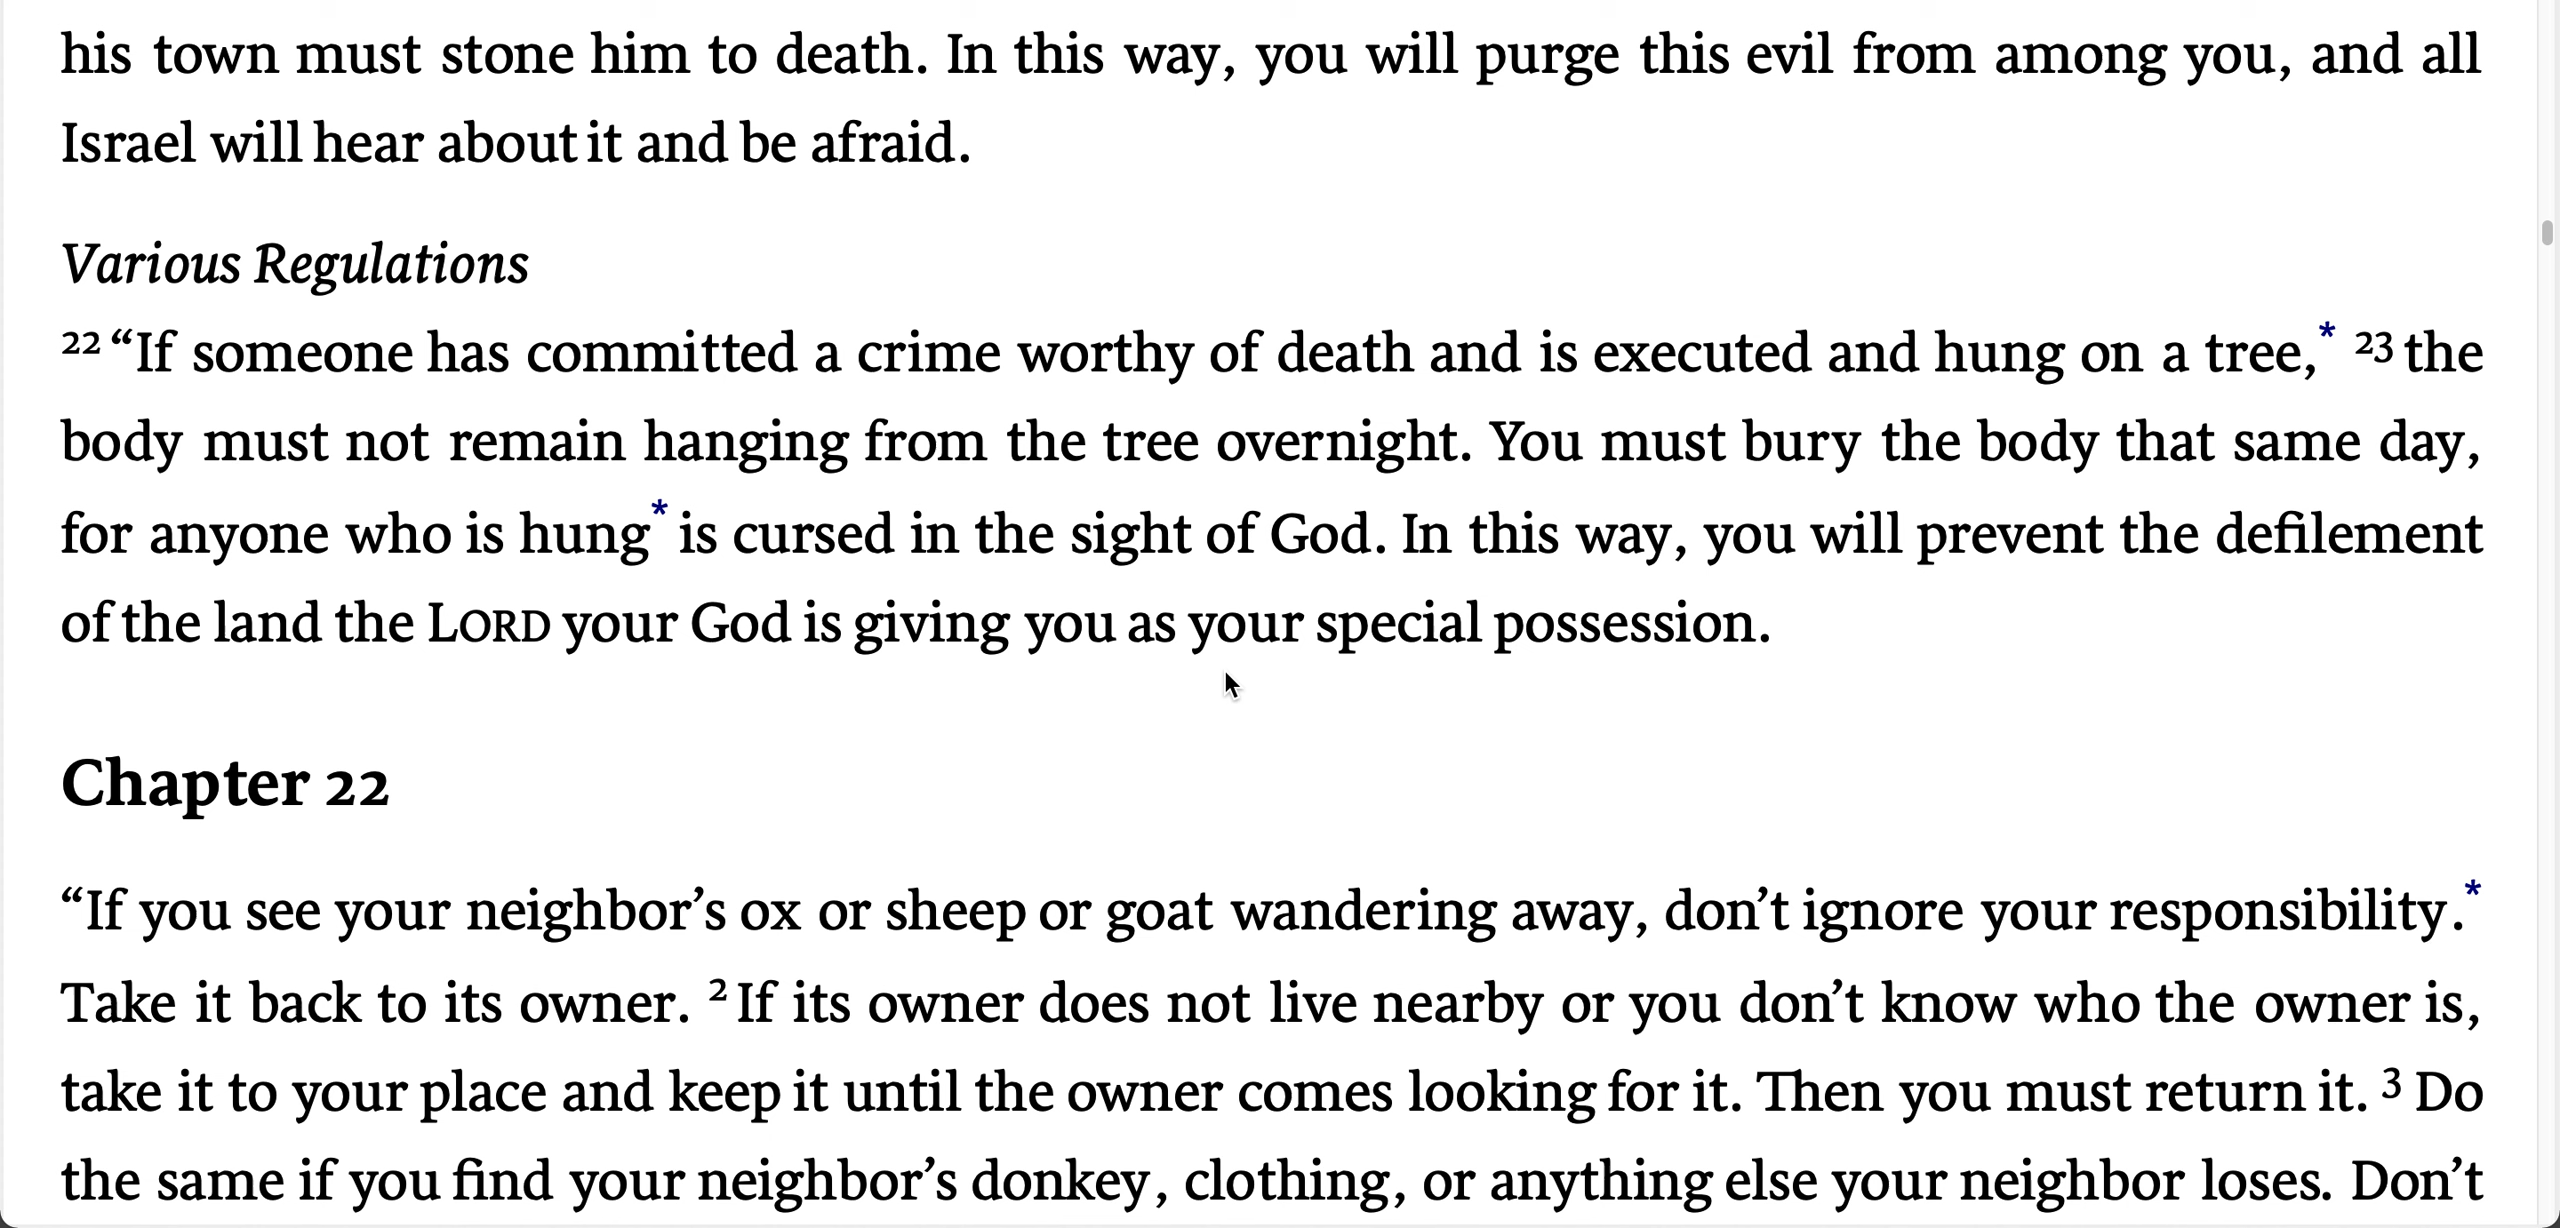 his town must stone him to death. In this way, you will purge this evil from among you, and all
Israel will hear about it and be afraid.
Various Regulations
22 “If someone has committed a crime worthy of death and is executed and hung on a tree,* 23 the
body must not remain hanging from the tree overnight. You must bury the body that same day,
for anyone who is hung* is cursed in the sight of God. In this way, you will prevent the defilement
of the land the LORD your God is giving you as your special possession.
Chapter 22
“If you see your neighbor’s ox or sheep or goat wandering away, don’t ignore your responsibility.*
Take it back to its owner. 2 If its owner does not live nearby or you don’t know who the owner is,
take it to your place and keep it until the owner comes looking for it. Then you must return it. 3 Do
the same if you find your neighbor’s donkey, clothing, or anything else your neighbor loses. Don’t